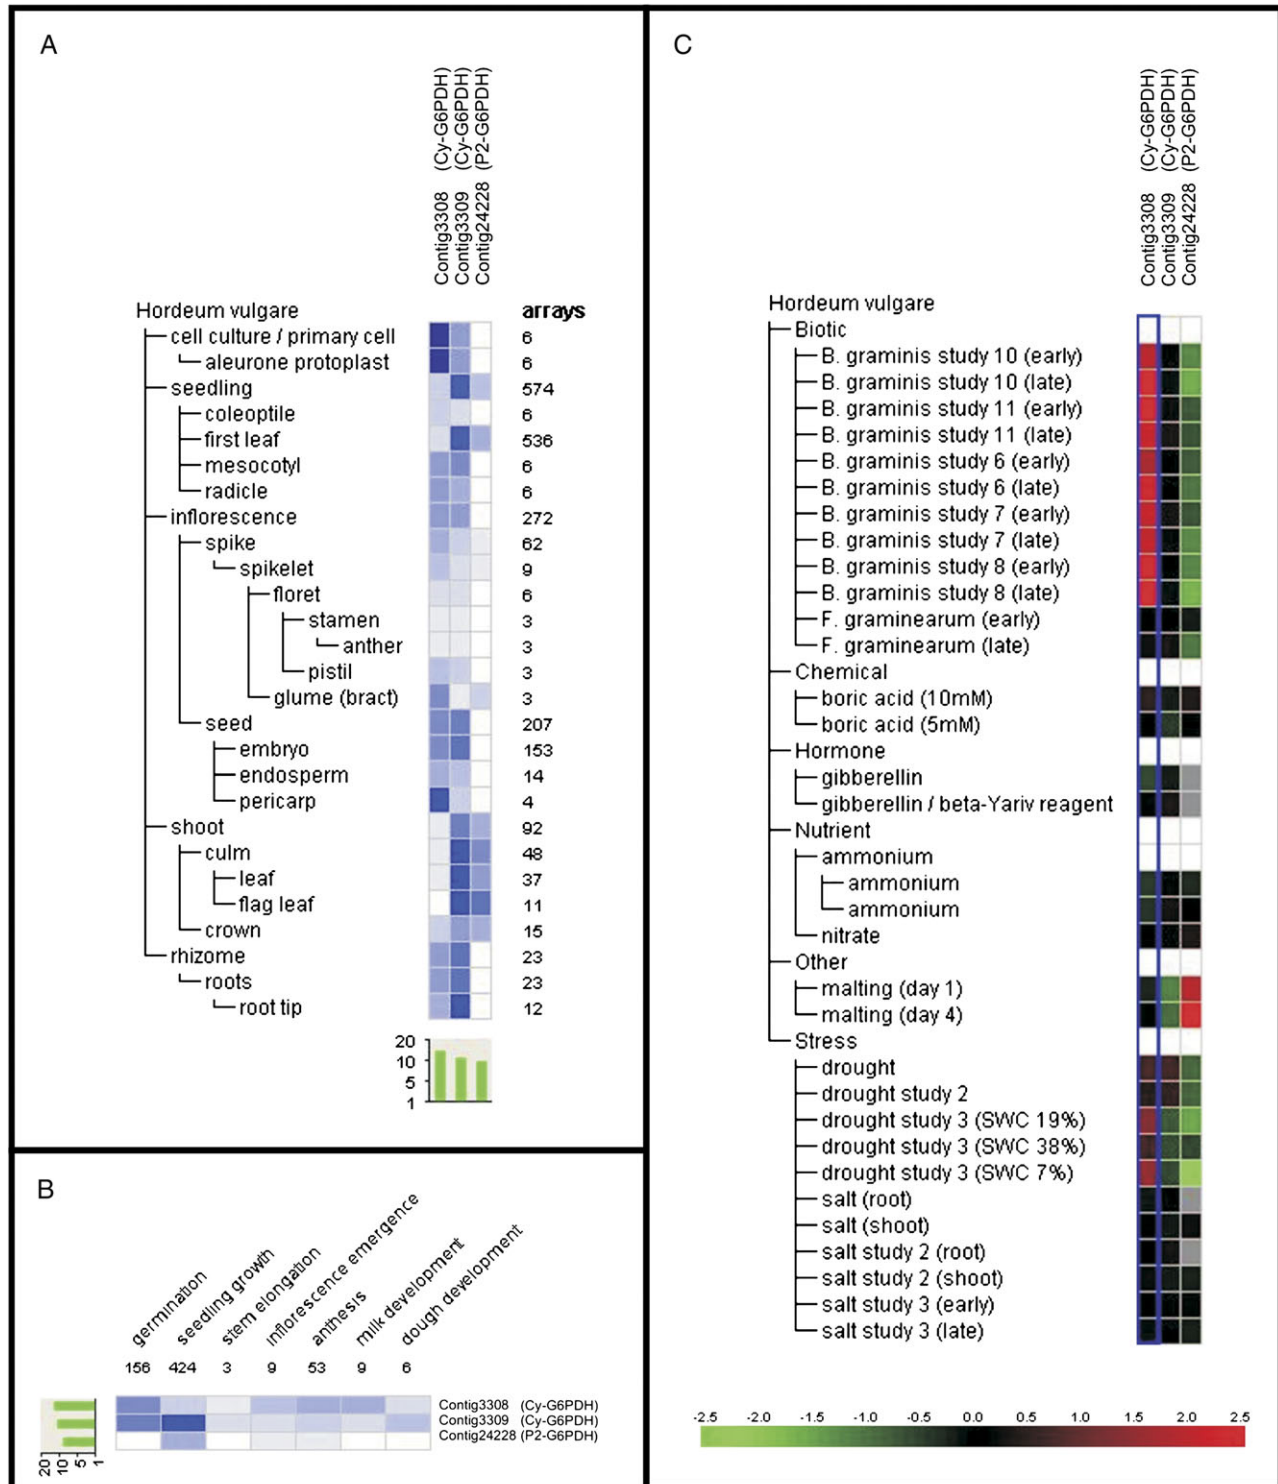 A
Contig3308 (Cy-G6PDH)
Contig3309 (Cy-G6PDH)
Contig24228 (P2-G6PDH)
Hordeum vulgare arrays
cell culture / primary cell 6
aleurone protoplast 6
seedling 574
coleoptile 6
first leaf 536
mesocotyl 6
radicle 6
inflorescence 272
spike 62
spikelet 9
floret 6
stamen 3
anther 3
pistil 3
glume (bract) 3
seed 207
embryo 153
endosperm 14
pericarp 4
shoot 92
culm 48
leaf 37
flag leaf 11
crown 15
rhizome 23
roots 23
root tip 12
20
10
5
1
B
germination
seedling growth
stem elongation
inflorescence emergence
anthesis
milk development
dough development
156 424 3 9 53 9 6
Contig3308 (Cy-G6PDH)
Contig3309 (Cy-G6PDH)
Contig24228 (P2-G6PDH)
20 10 5 1
C
Contig3308 (Cy-G6PDH)
Contig3309 (Cy-G6PDH)
Contig24228 (P2-G6PDH)
Hordeum vulgare
Biotic
B. graminis study 10 (early)
B. graminis study 10 (late)
B. graminis study 11 (early)
B. graminis study 11 (late)
B. graminis study 6 (early)
B. graminis study 6 (late)
B. graminis study 7 (early)
B. graminis study 7 (late)
B. graminis study 8 (early)
B. graminis study 8 (late)
F. graminearum (early)
F. graminearum (late)
Chemical
boric acid (10mM)
boric acid (5mM)
Hormone
gibberellin
gibberellin / beta-Yariv reagent
Nutrient
ammonium
ammonium
ammonium
nitrate
Other
malting (day 1)
malting (day 4)
Stress
drought
drought study 2
drought study 3 (SWC 19%)
drought study 3 (SWC 38%)
drought study 3 (SWC 7%)
salt (root)
salt (shoot)
salt study 2 (root)
salt study 2 (shoot)
salt study 3 (early)
salt study 3 (late)
-2.5 -2.0 -1.5 -1.0 -0.5 0.0 0.5 1.0 1.5 2.0 2.5